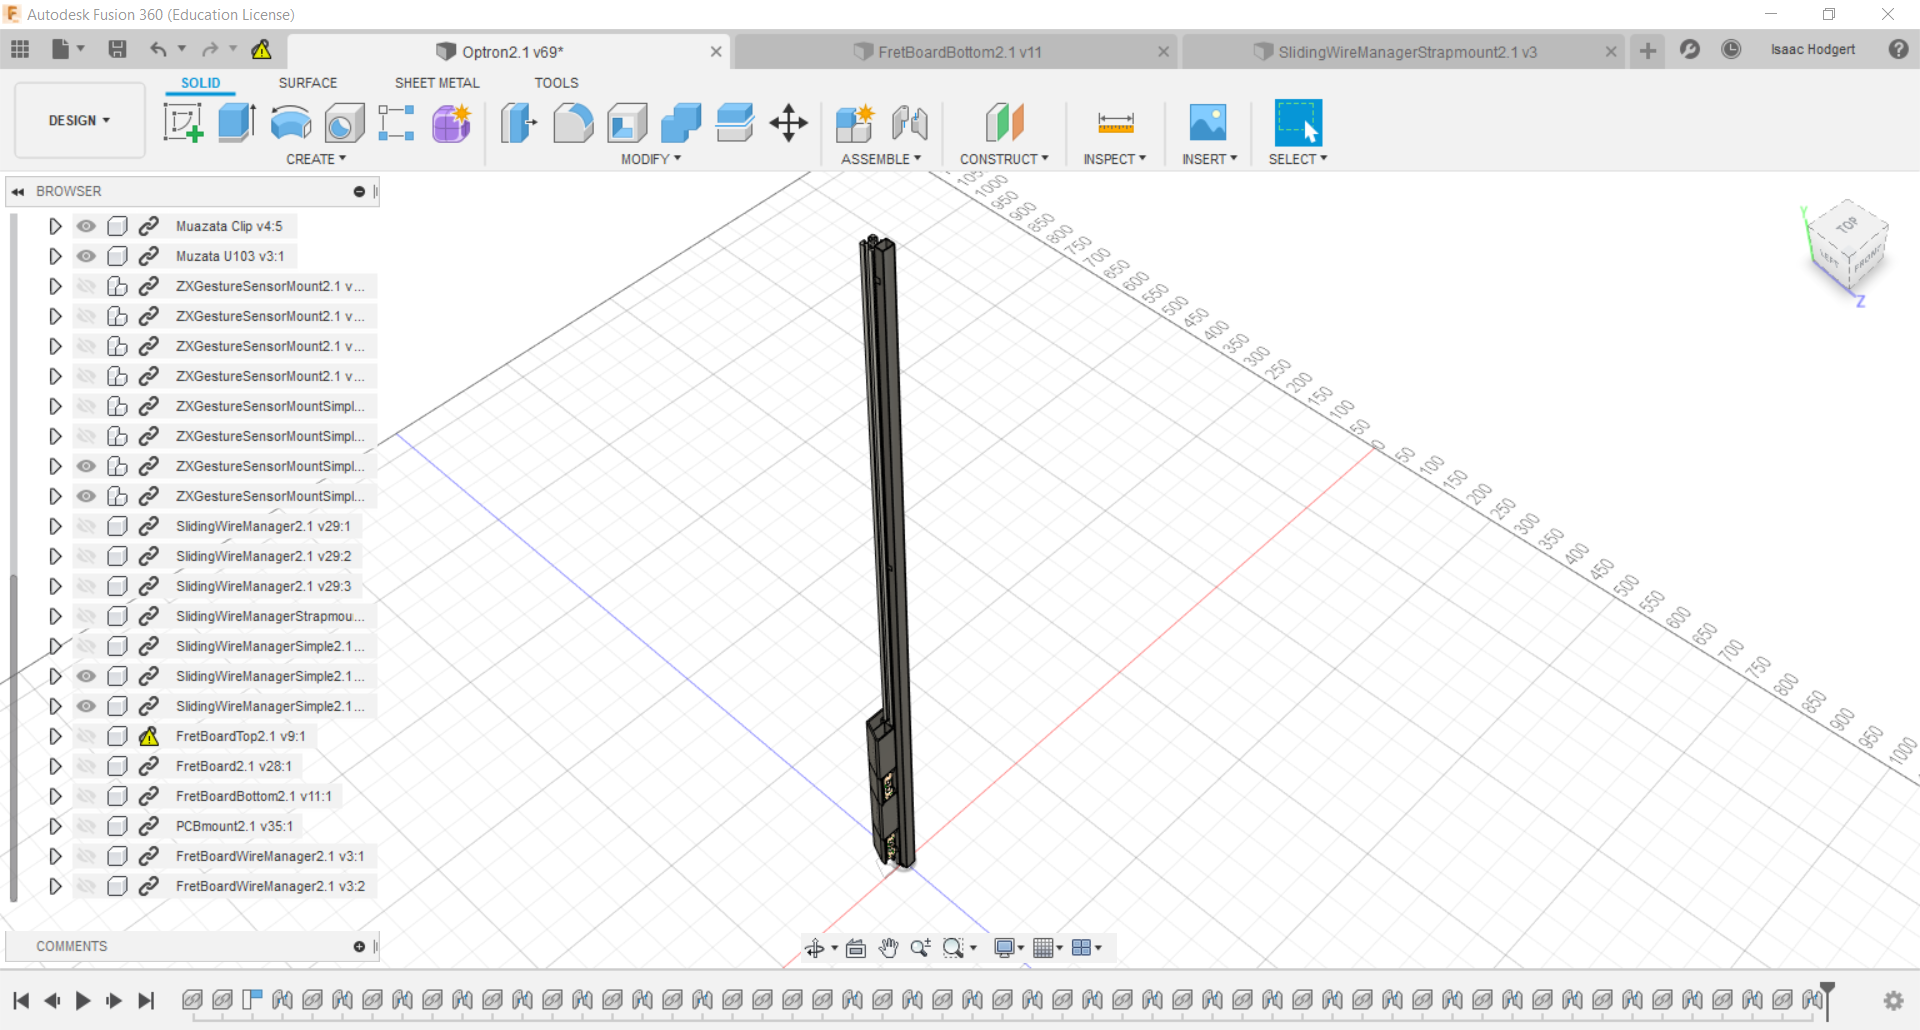 Autodesk Fusion 360 (Education License)
Optron2.1 v69*
FretBoardBottom2.1 v11
SlidingWireManagerStrapmount2.1 v3
Isaac Hodgert
DESIGN
SOLID
SURFACE
SHEET METAL
TOOLS
CREATE
MODIFY
ASSEMBLE
CONSTRUCT
INSPECT
INSERT
SELECT
BROWSER
Muazata Clip v4:5
Muzata U103 v3:1
ZXGestureSensorMount2.1 v...
ZXGestureSensorMount2.1 v...
ZXGestureSensorMount2.1 v...
ZXGestureSensorMount2.1 v...
ZXGestureSensorMountSimpl...
ZXGestureSensorMountSimpl...
ZXGestureSensorMountSimpl...
ZXGestureSensorMountSimpl...
SlidingWireManager2.1 v29:1
SlidingWireManager2.1 v29:2
SlidingWireManager2.1 v29:3
SlidingWireManagerStrapmou...
SlidingWireManagerSimple2.1...
SlidingWireManagerSimple2.1...
SlidingWireManagerSimple2.1...
FretBoardTop2.1 v9:1
FretBoard2.1 v28:1
FretBoardBottom2.1 v11:1
PCBmount2.1 v35:1
FretBoardWireManager2.1 v3:1
FretBoardWireManager2.1 v3:2
COMMENTS
1000
950
900
850
800
750
700
650
600
550
500
450
400
350
300
250
200
150
100
50
0
50
100
150
200
250
300
350
400
450
500
550
600
650
700
750
800
850
900
950
1000
Y
TOP
LEFT
FRONT
Z